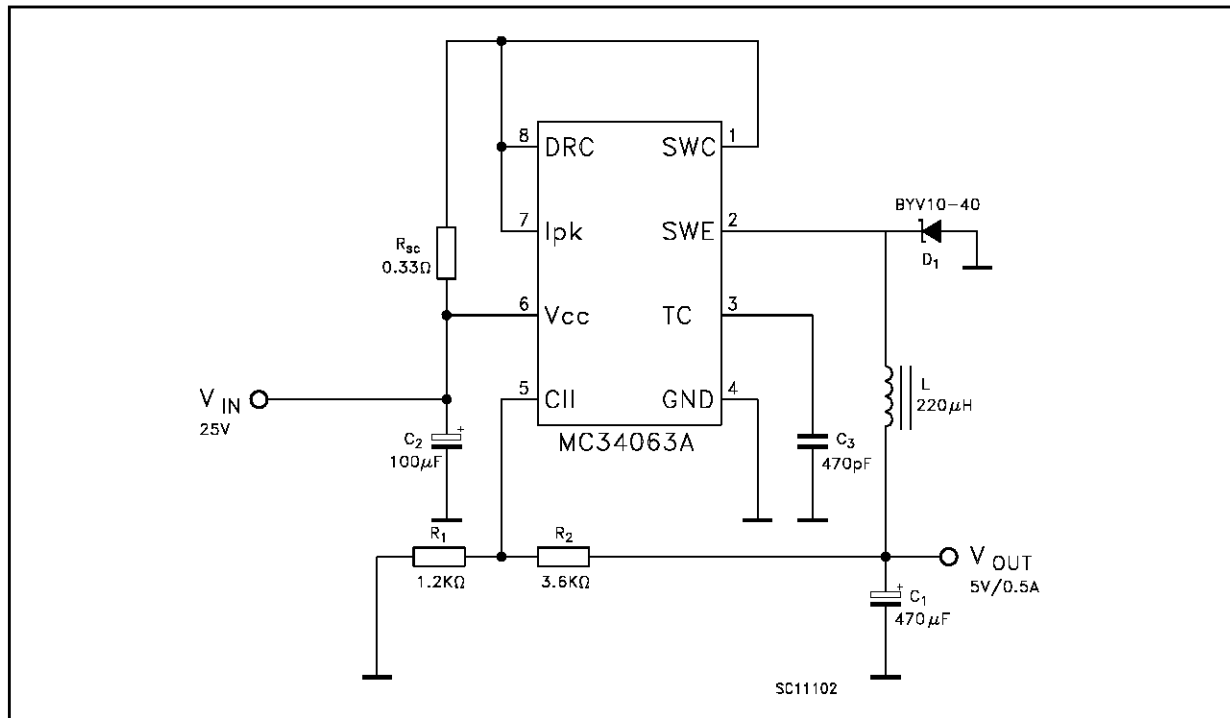 8 DRC SWC 1
BYV10-40
7 Ipk SWE 2
D1
Rsc
0.33Ω
6 Vcc TC 3
L
220μH
5 CII GND 4
VIN
25V
MC34063A
C2
100μF
C3
470pF
R1
1.2KΩ
R2
3.6KΩ
VOUT
5V/0.5A
C1
470μF
SC11102